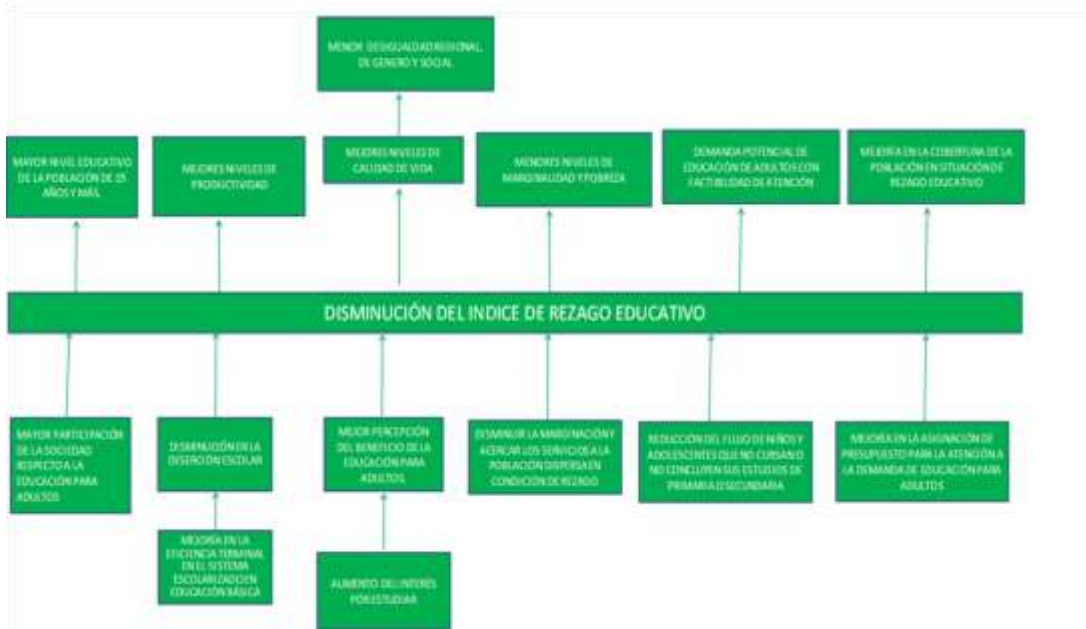 MENOR DESIGUALDAD REGIONAL,
DE GENERO Y SOCIAL
MAYOR NIVEL EDUCATIVO
DE LA POBLACIÓN DE 15
AÑOS Y MÁS.
MEJORES NIVELES DE
PRODUCTIVIDAD
MEJORES NIVELES DE
CALIDAD DE VIDA
MENORES NIVELES DE
MARGINALIDAD Y POBREZA
DEMANDA POTENCIAL DE
EDUCACIÓN DE ADULTOS CON
FACTIBILIDAD DE ATENCIÓN
MEJORÍA EN LA COBERTURA DE LA
POBLACIÓN EN SITUACIÓN DE
REZAGO EDUCATIVO
DISMINUCIÓN DEL INDICE DE REZAGO EDUCATIVO
MAYOR PARTICIPACIÓN
DE LA SOCIEDAD
RESPECTO A LA
EDUCACIÓN PARA
ADULTOS
DISMINUCIÓN EN LA
DESERCIÓN ESCOLAR
MEJOR PERCEPCIÓN
DEL BENEFICIO DE LA
EDUCACIÓN PARA
ADULTOS.
DISMINUIR LA MARGINACIÓN Y
ACERCAR LOS SERVICIOS A LA
POBLACIÓN DISPERSA EN
CONDICIÓN DE REZAGO
REDUCCIÓN DEL FLUJO DE NIÑOS Y
ADOLESCENTES QUE NO CURSAN O
NO CONCLUYEN SUS ESTUDIOS DE
PRIMARIA O SECUNDARIA
MEJORÍA EN LA ASIGNACIÓN DE
PRESUPUESTO PARA LA ATENCIÓN A
LA DEMANDA DE EDUCACIÓN PARA
ADULTOS
MEJORÍA EN LA
EFICIENCIA TERMINAL
EN EL SISTEMA
ESCOLARIZADO EN
EDUCACIÓN BÁSICA
AUMENTO DEL INTERÉS
POR ESTUDIAR